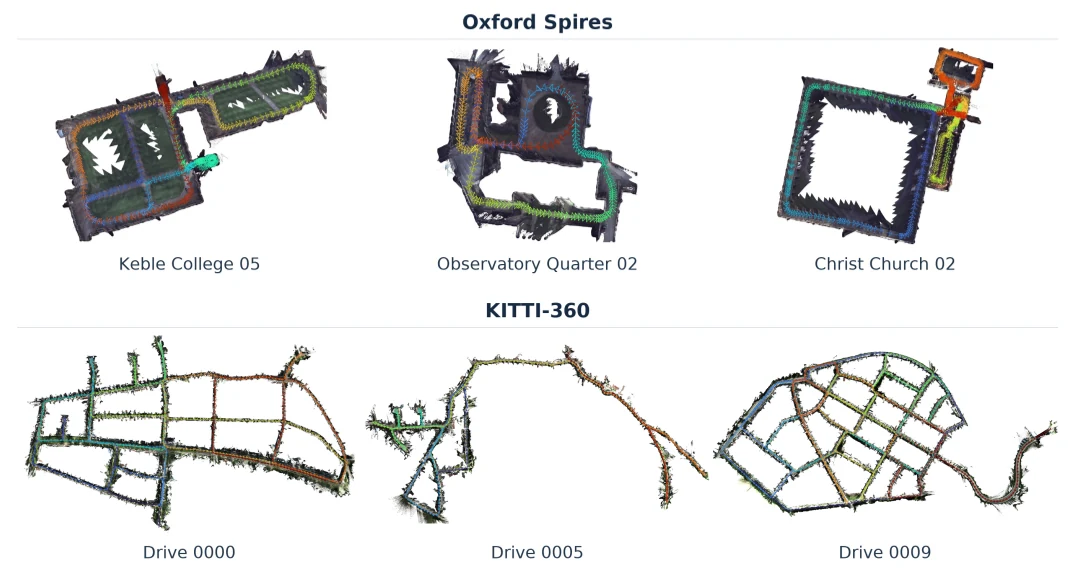 Oxford Spires
Keble College 05
Observatory Quarter 02
Christ Church 02
KITTI-360
Drive 0000
Drive 0005
Drive 0009